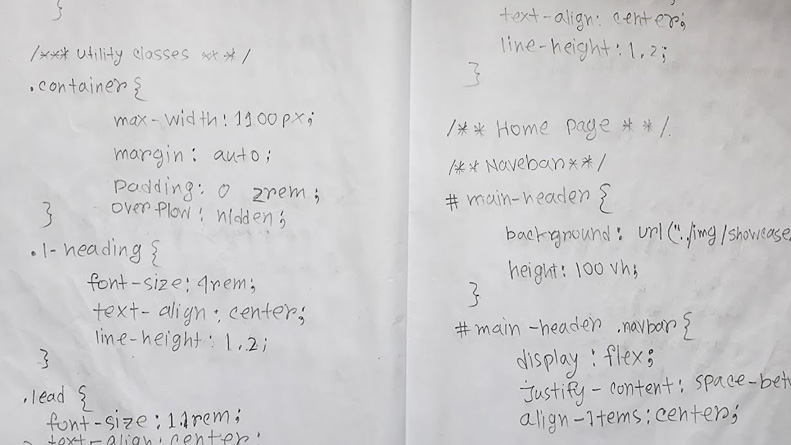 }
/*** utility classes ***/
.container {
max-width: 1100px;
margin: auto;
padding: 0 2rem;
overflow: hidden;
}
.l-heading {
font-size: 4rem;
text-align: center;
line-height: 1.2;
}
.lead {
font-size: 1.1rem;
text-align: center;
text-align: center;
line-height: 1.2;
}
/** Home page **/.
/** Navebar **/
# main-header {
background: url("./img/showcase.
height: 100 vh;
}
# main-header .navbar {
display: flex;
justify-content: space-betw
align-items: center;